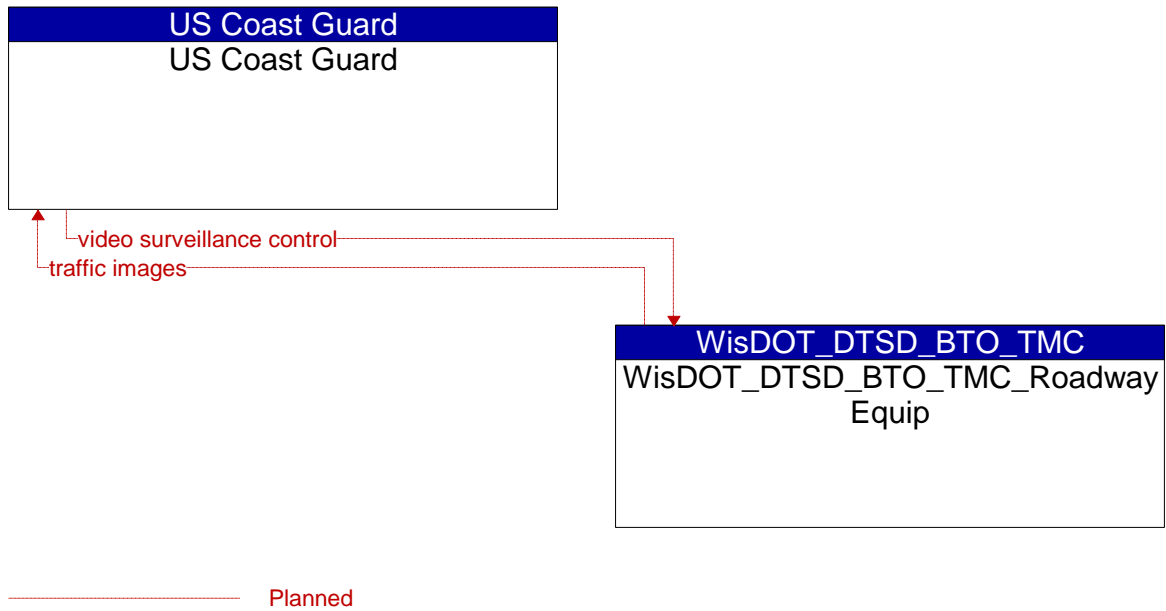 US Coast Guard
US Coast Guard
video surveillance control
traffic images
WisDOT_DTSD_BTO_TMC
WisDOT_DTSD_BTO_TMC_Roadway
Equip
Planned